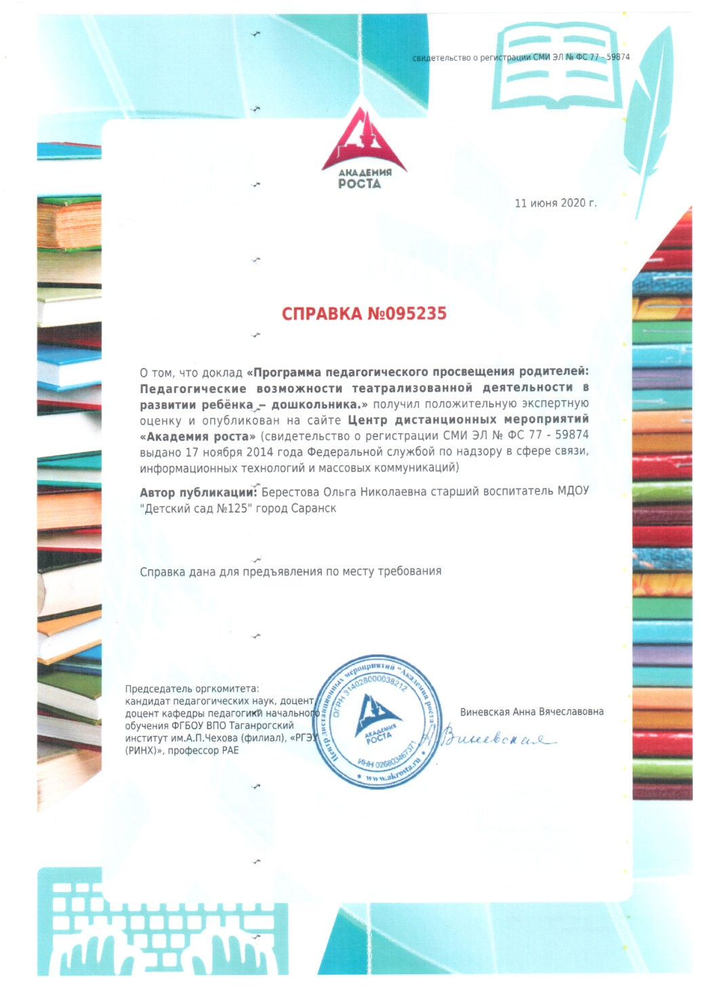 свидетельство о регистрации СМИ ЭЛ № ФС 77 - 59874
АКАДЕМИЯ
РОСТА
11 июня 2020 г.
СПРАВКА №095235
О том, что доклад «Программа педагогического просвещения родителей:
Педагогические возможности театрализованной деятельности в
развитии ребёнка – дошкольника.» получил положительную экспертную
оценку и опубликован на сайте Центр дистанционных мероприятий
«Академия роста» (свидетельство о регистрации СМИ ЭЛ № ФС 77 - 59874
выдано 17 ноября 2014 года Федеральной службой по надзору в сфере связи,
информационных технологий и массовых коммуникаций)
Автор публикации: Берестова Ольга Николаевна старший воспитатель МДОУ
"Детский сад №125" город Саранск
Справка дана для предъявления по месту требования
Председатель оргкомитета:
кандидат педагогических наук, доцент,
доцент кафедры педагогики начального
обучения ФГБОУ ВПО Таганрогский
институт им.А.П.Чехова (филиал), «РГЭУ
(РИНХ)», профессор РАЕ
Центр дистанционных мероприятий "Академия роста"
ОГРН 314028000038212
АКАДЕМИЯ
РОСТА
ИНН 026803467371
www.akrosta.ru
Виневская Анна Вячеславовна
А. Виневская